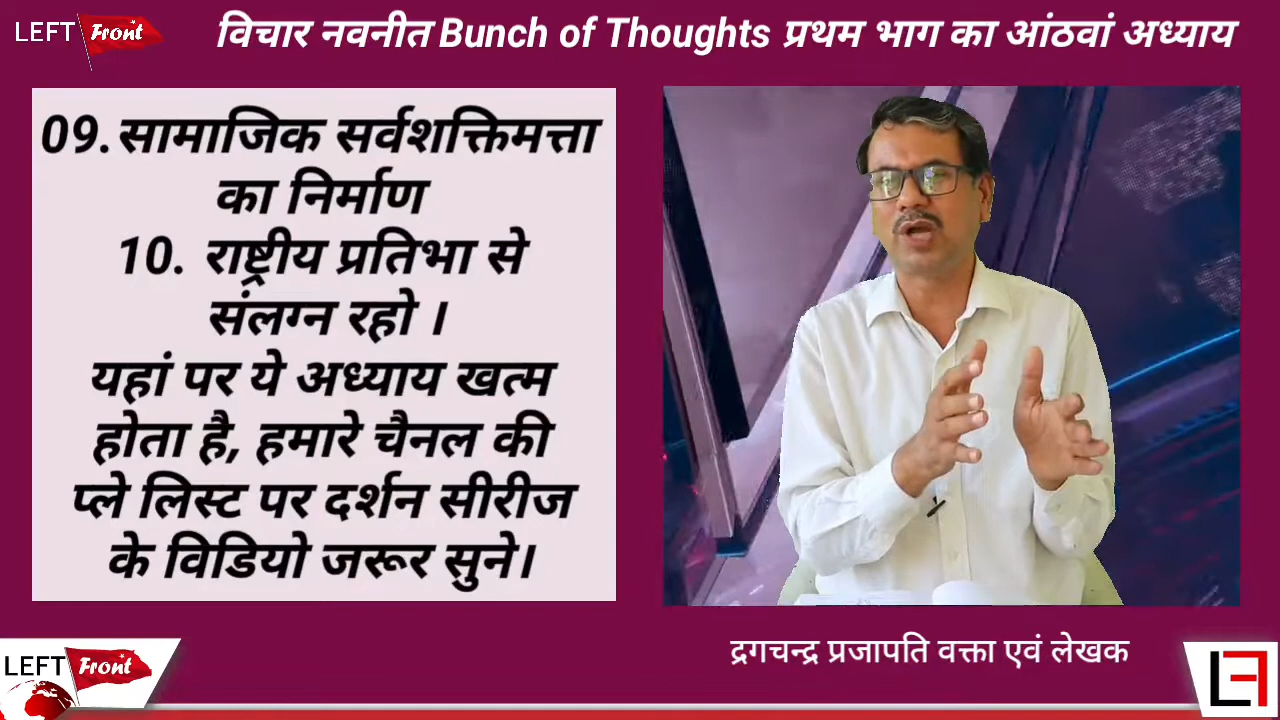 LEFT Front
विचार नवनीत Bunch of Thoughts प्रथम भाग का आंठवां अध्याय
09. सामाजिक सर्वशक्तिमत्ता
का निर्माण
10. राष्ट्रीय प्रतिभा से
संलग्न रहो ।
यहां पर ये अध्याय खत्म
होता है, हमारे चैनल की
प्ले लिस्ट पर दर्शन सीरीज
के विडियो जरूर सुने।
द्रगचन्द्र प्रजापति वक्ता एवं लेखक
LEFT Front
LF